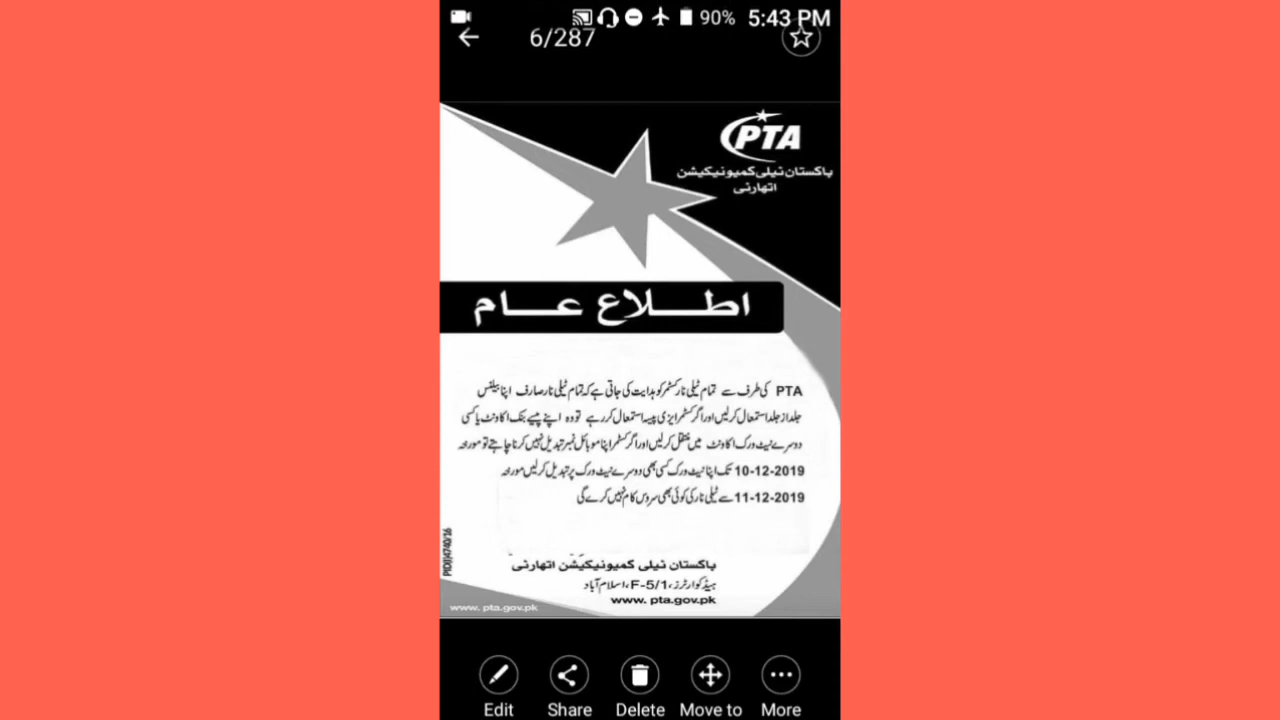 90% 5:43 PM
6/287
PTA
پاکستان ٹیلی کمیونیکیشن
اتھارٹی
اطلاع عام
PTA کی طرف سے تمام ٹیلی نار کسٹمر کو ہدایت کی جاتی ہے کہ تمام ٹیلی نار صارف اپنا بیلنس
جلد از جلد استعمال کر لیں اور اگر کسٹمر ایزی پیسہ استعمال کر رہے تو وہ اپنے پیسے بنک اکاونٹ یا کسی
دوسرے نیٹ ورک اکاونٹ میں منتقل کر لیں اور اگر کسٹمر اپنا موبائل نمبر تبدیل نہیں کرنا چاہتے تو مورخہ
10-12-2019 تک اپنا نیٹ ورک کسی بھی دوسرے نیٹ ورک پر تبدیل کر لیں مورخہ
11-12-2019 سے ٹیلی نار کی کوئی بھی سروس کام نہیں کرے گی
PID(I)4740/16
پاکستان ٹیلی کمیونیکیشن اتھارٹی
ہیڈ کوارٹرز، F-5/1، اسلام آباد
www. pta.gov.pk
www. pta.gov.pk
Edit Share Delete Move to More